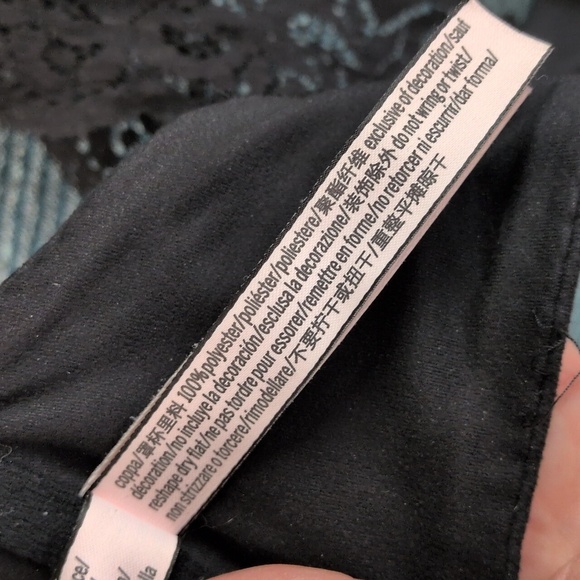 coppa/罩杯里料 100% polyester/poliéster/poliestere/聚酯纤维 exclusive of decoration/Sauf
decoration/no incluye la decoración/esclusa la decorazione/装饰除外 do not wring or twist/
reshape dry flat/ne pas tordre pour essorer/remettre en forme/no retorcer ni escurrir/dar forma/
non strizzare o torcere/rimodellare/不要拧干或扭干/重整平摊晾干